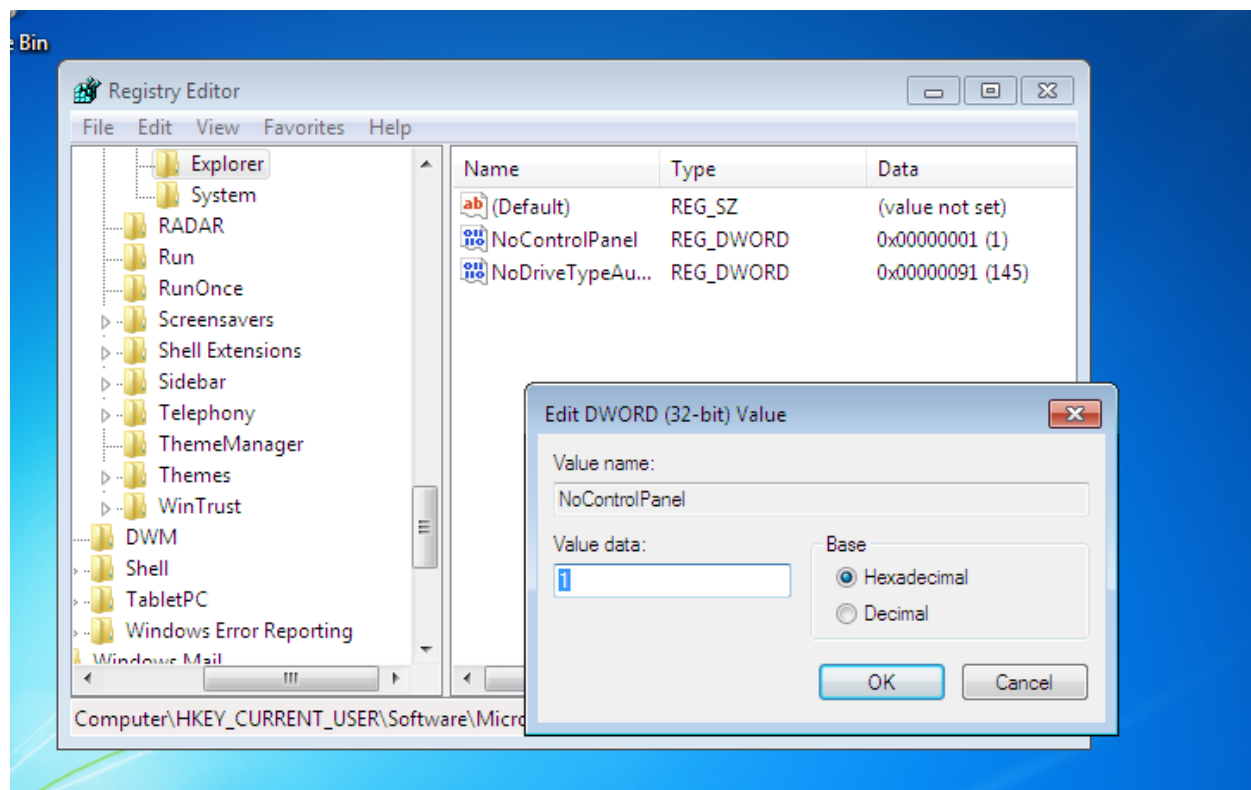 e Bin
Registry Editor
File Edit View Favorites Help
Explorer
System
RADAR
Run
RunOnce
Screensavers
Shell Extensions
Sidebar
Telephony
ThemeManager
Themes
WinTrust
DWM
Shell
TabletPC
Windows Error Reporting
Windows Mail
Name Type Data
(Default) REG_SZ (value not set)
NoControlPanel REG_DWORD 0x00000001 (1)
NoDriveTypeAu... REG_DWORD 0x00000091 (145)
Computer\HKEY_CURRENT_USER\Software\Micro
Edit DWORD (32-bit) Value
Value name:
NoControlPanel
Value data:
1
Base
Hexadecimal
Decimal
OK Cancel